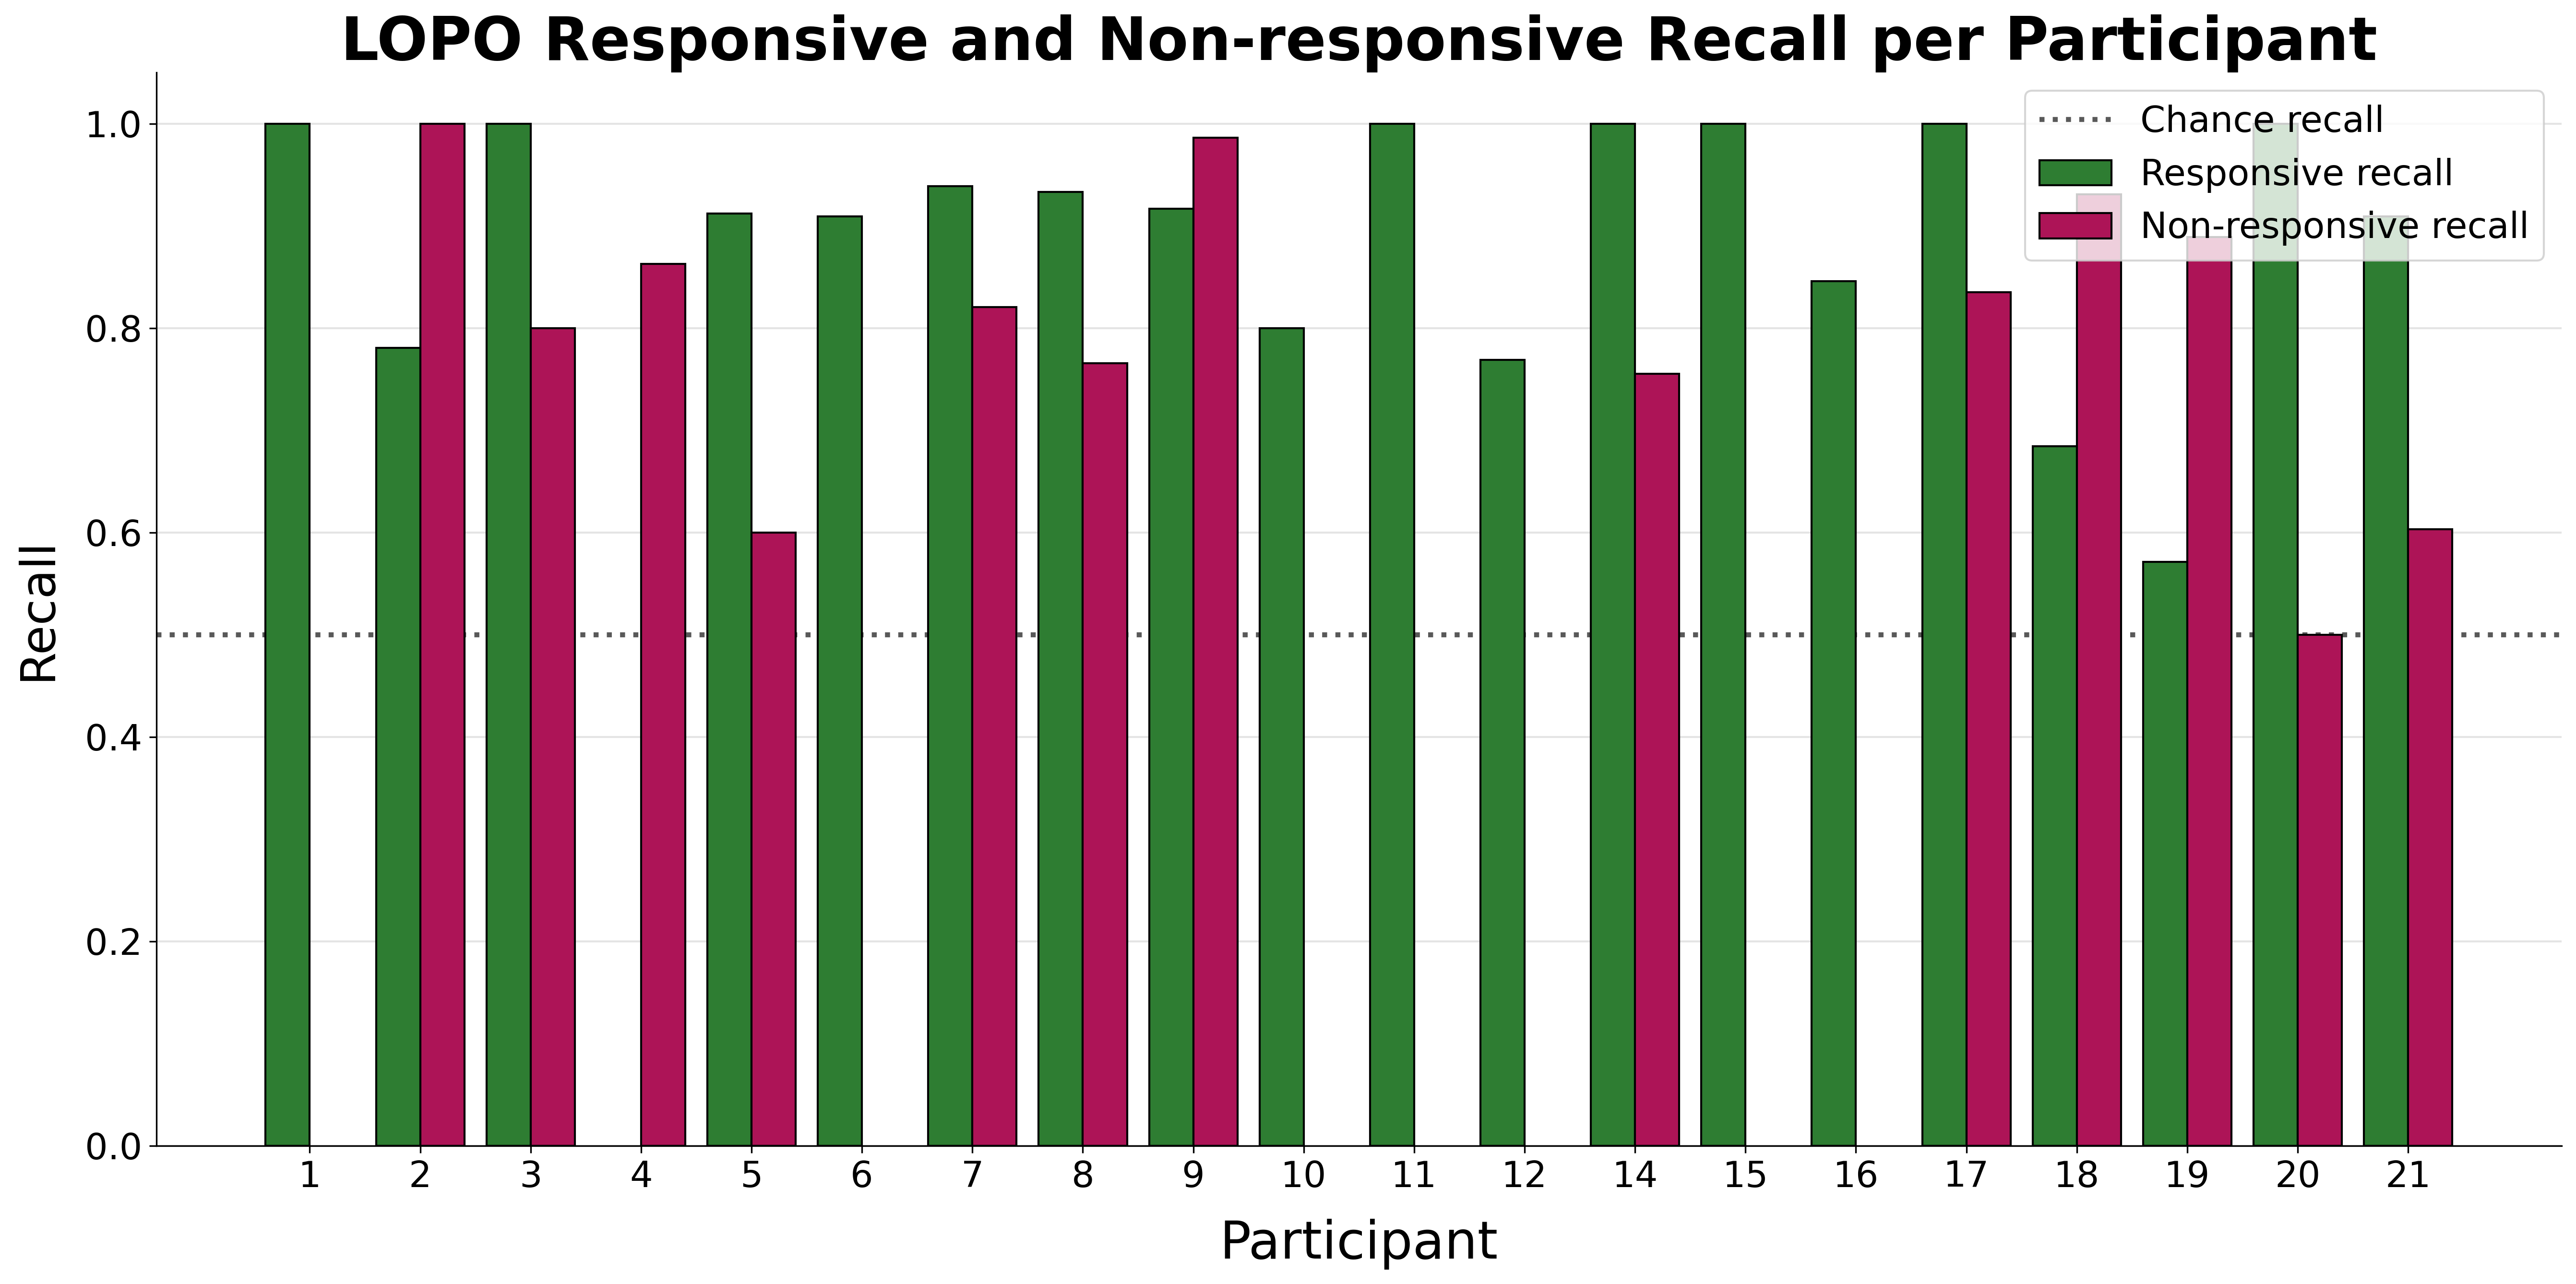 LOPO Responsive and Non-responsive Recall per Participant
Chance recall
Responsive recall
Non-responsive recall
1.0
0.8
0.6
0.4
0.2
0.0
Recall
1 2 3 4 5 6 7 8 9 10 11 12 14 15 16 17 18 19 20 21
Participant